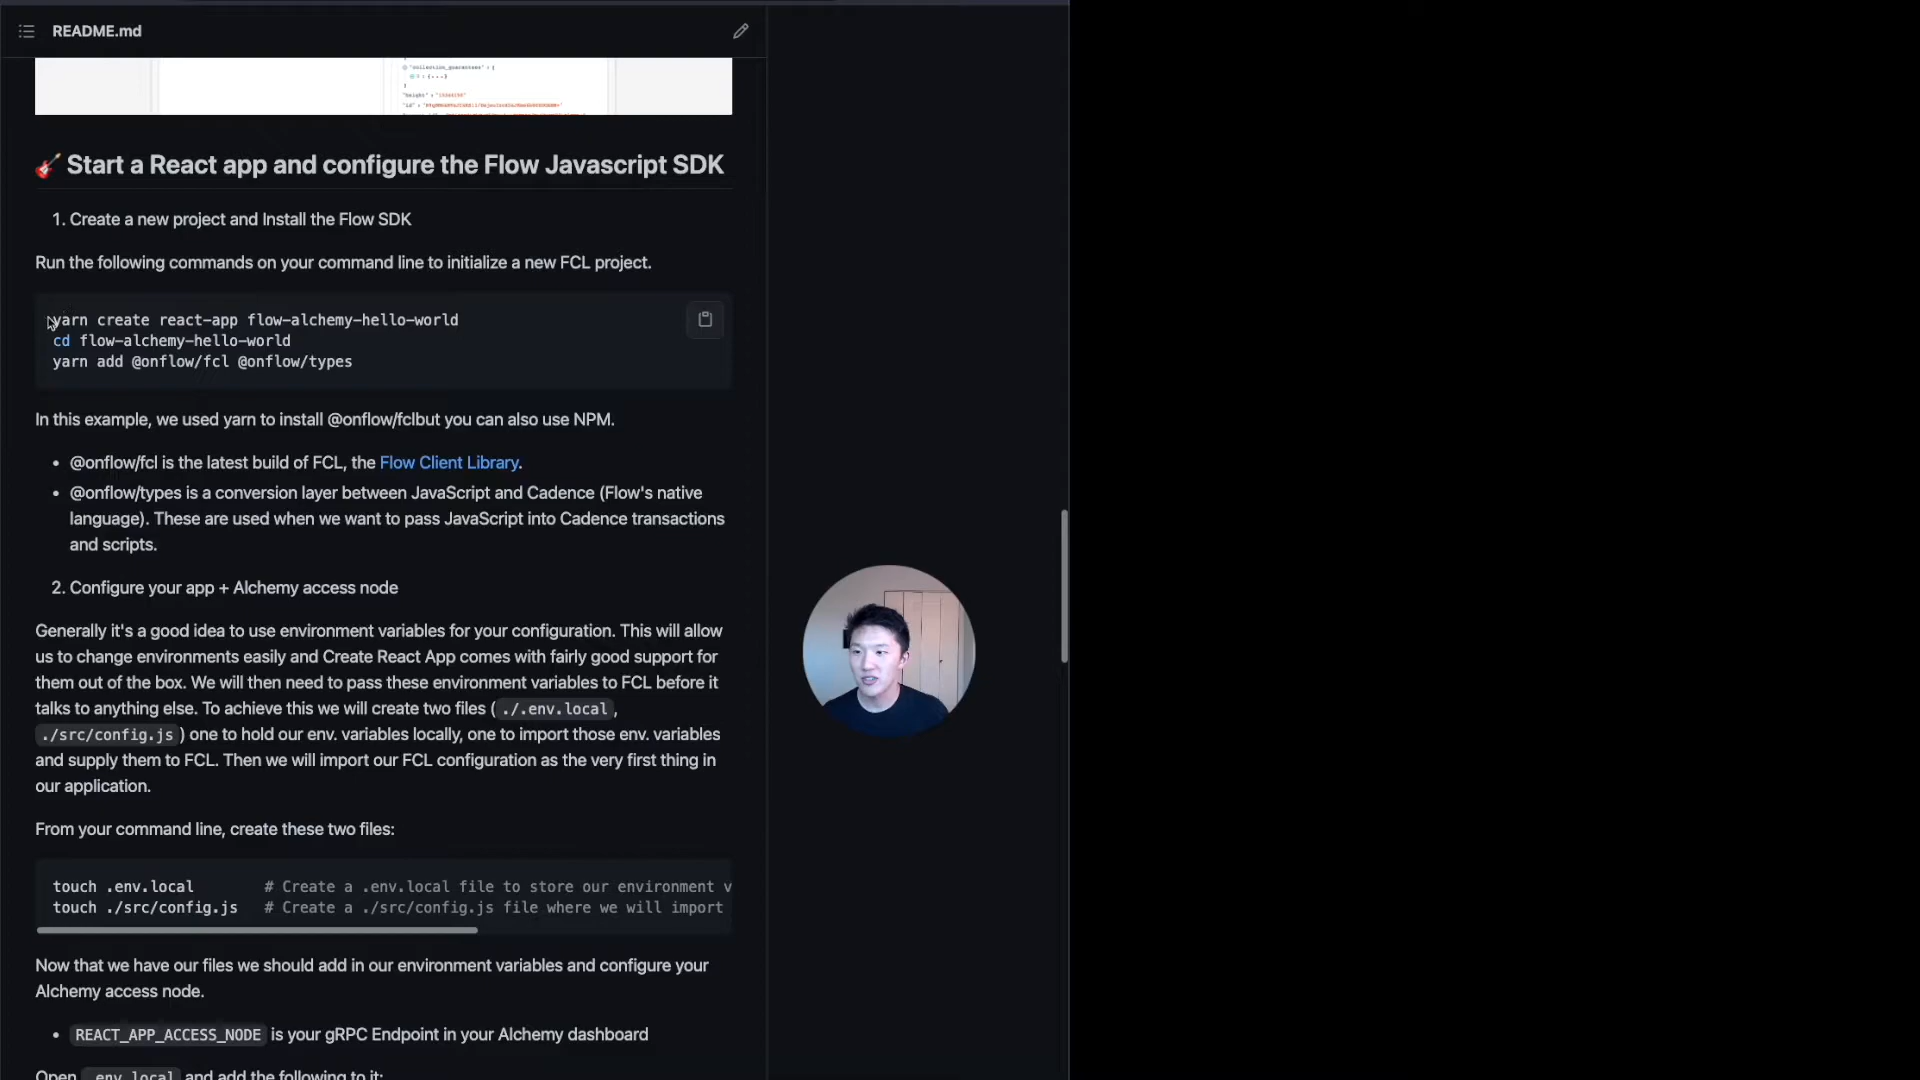 README.md
"collection_guarantees" : [
"height" :
"id" :
Start a React app and configure the Flow Javascript SDK
1. Create a new project and Install the Flow SDK
Run the following commands on your command line to initialize a new FCL project.
yarn create react-app flow-alchemy-hello-world
cd flow-alchemy-hello-world
yarn add @onflow/fcl @onflow/types
In this example, we used yarn to install @onflow/fclbut you can also use NPM.
• @onflow/fcl is the latest build of FCL, the Flow Client Library.
• @onflow/types is a conversion layer between JavaScript and Cadence (Flow's native
language). These are used when we want to pass JavaScript into Cadence transactions
and scripts.
2. Configure your app + Alchemy access node
Generally it's a good idea to use environment variables for your configuration. This will allow
us to change environments easily and Create React App comes with fairly good support for
them out of the box. We will then need to pass these environment variables to FCL before it
talks to anything else. To achieve this we will create two files ( ./.env.local ,
./src/config.js ) one to hold our env. variables locally, one to import those env. variables
and supply them to FCL. Then we will import our FCL configuration as the very first thing in
our application.
From your command line, create these two files:
touch .env.local # Create a .env.local file to store our environment v
touch ./src/config.js # Create a ./src/config.js file where we will import
Now that we have our files we should add in our environment variables and configure your
Alchemy access node.
• REACT_APP_ACCESS_NODE is your gRPC Endpoint in your Alchemy dashboard
Open .env.local and add the following to it: